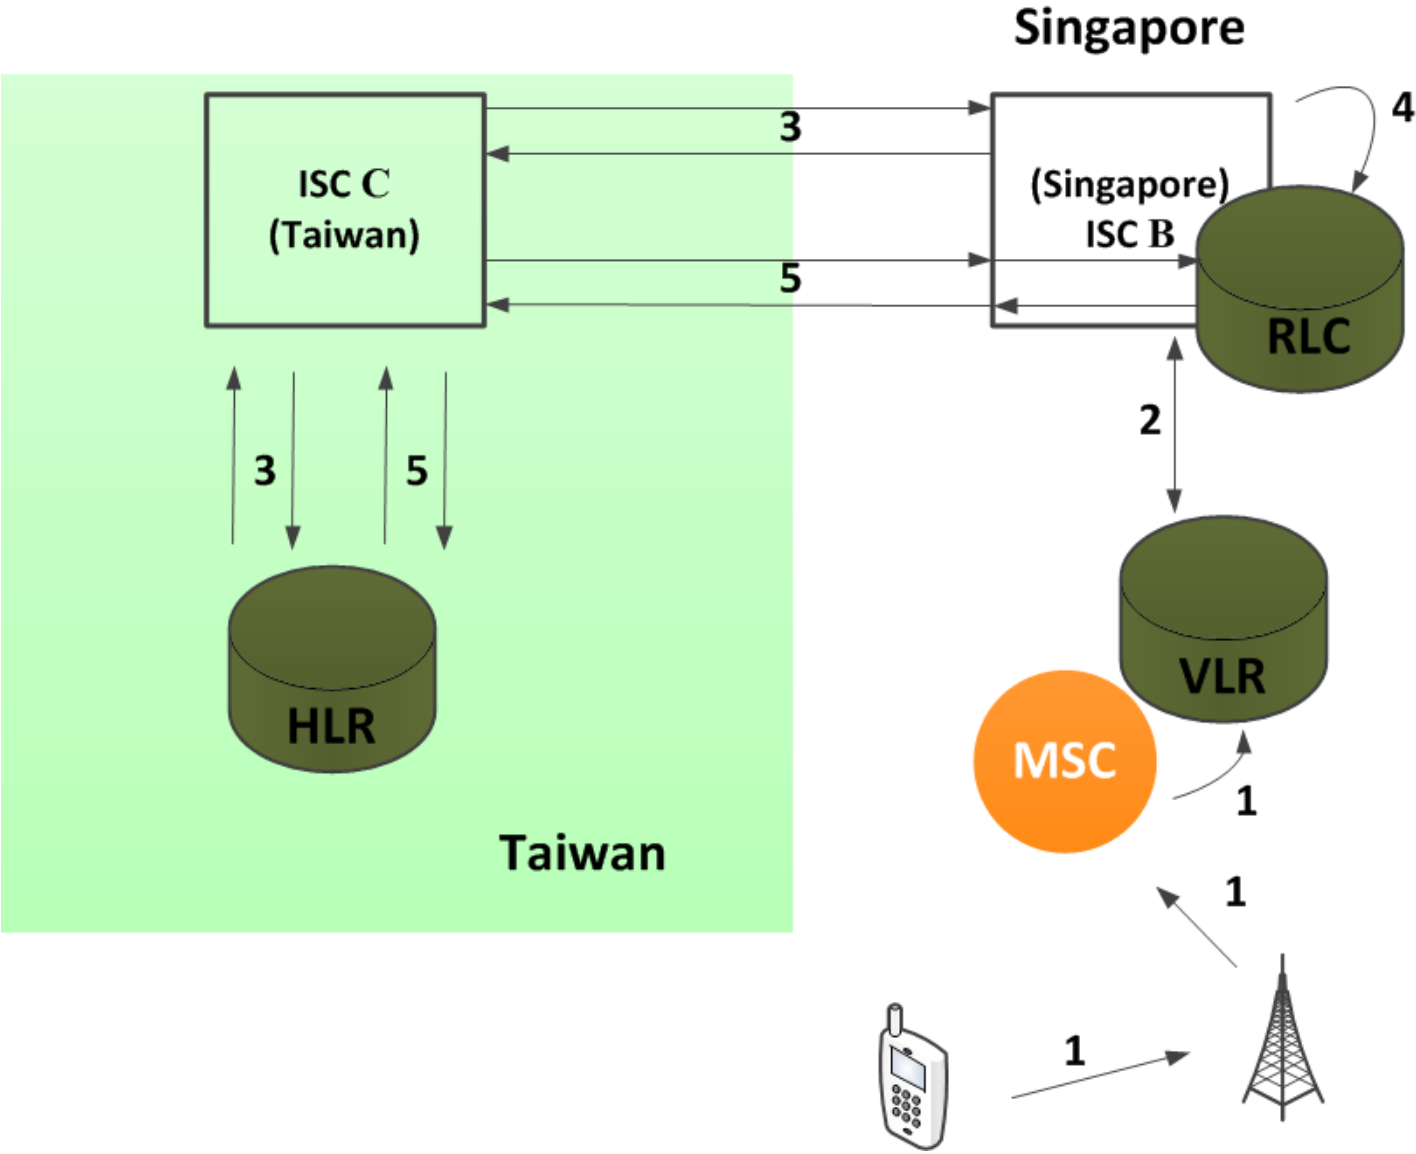 Singapore
3
4
ISC C
(Taiwan)
(Singapore)
ISC B
5
RLC
2
3
5
VLR
HLR
MSC
1
Taiwan
1
1